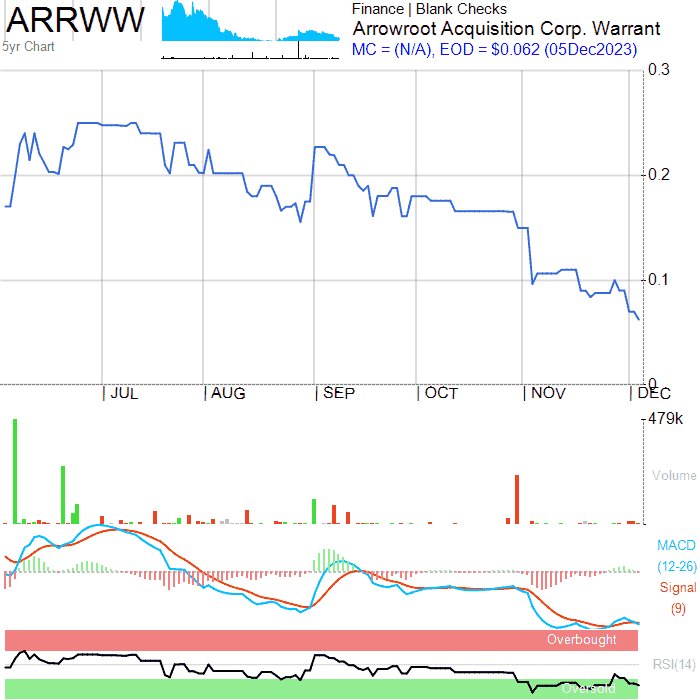 ARRWW
5yr Chart
Finance | Blank Checks
Arrowroot Acquisition Corp. Warrant
MC = (N/A), EOD = $0.062 (05Dec2023)
0.3
0.2
0.1
0
JUL AUG SEP OCT NOV DEC
479k
Volume
MACD
(12-26)
Signal
(9)
Overbought
RSI(14)
Oversold